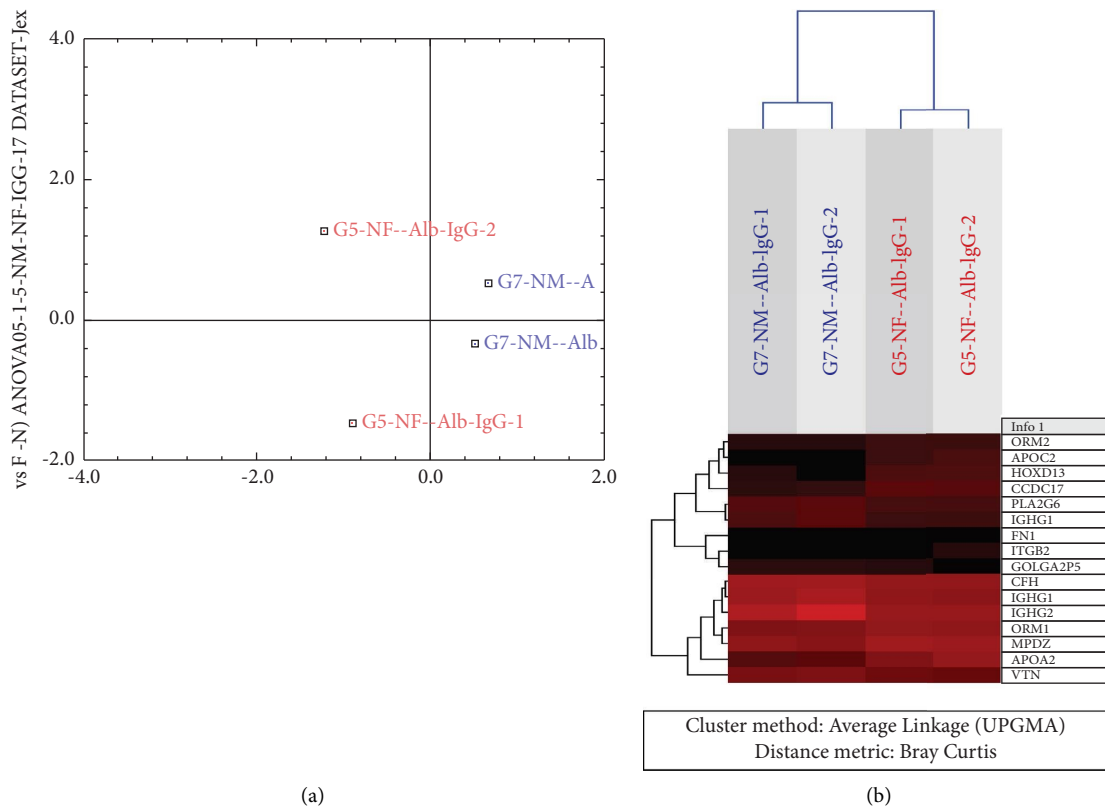 vs F -N) ANOVA05-1-5-NM-NF-IGG-17 DATASET-Jex
4.0
2.0
0.0
-2.0
-4.0
-2.0
0.0
2.0
G5-NF--Alb-IgG-2
G7-NM--A
G7-NM--Alb
G5-NF--Alb-IgG-1
(a)
G7-NM--Alb-IgG-1
G7-NM--Alb-IgG-2
G5-NF--Alb-IgG-1
G5-NF--Alb-IgG-2
Info 1
ORM2
APOC2
HOXD13
CCDC17
PLA2G6
IGHG1
FN1
ITGB2
GOLGA2P5
CFH
IGHG1
IGHG2
ORM1
MPDZ
APOA2
VTN
Cluster method: Average Linkage (UPGMA)
Distance metric: Bray Curtis
(b)